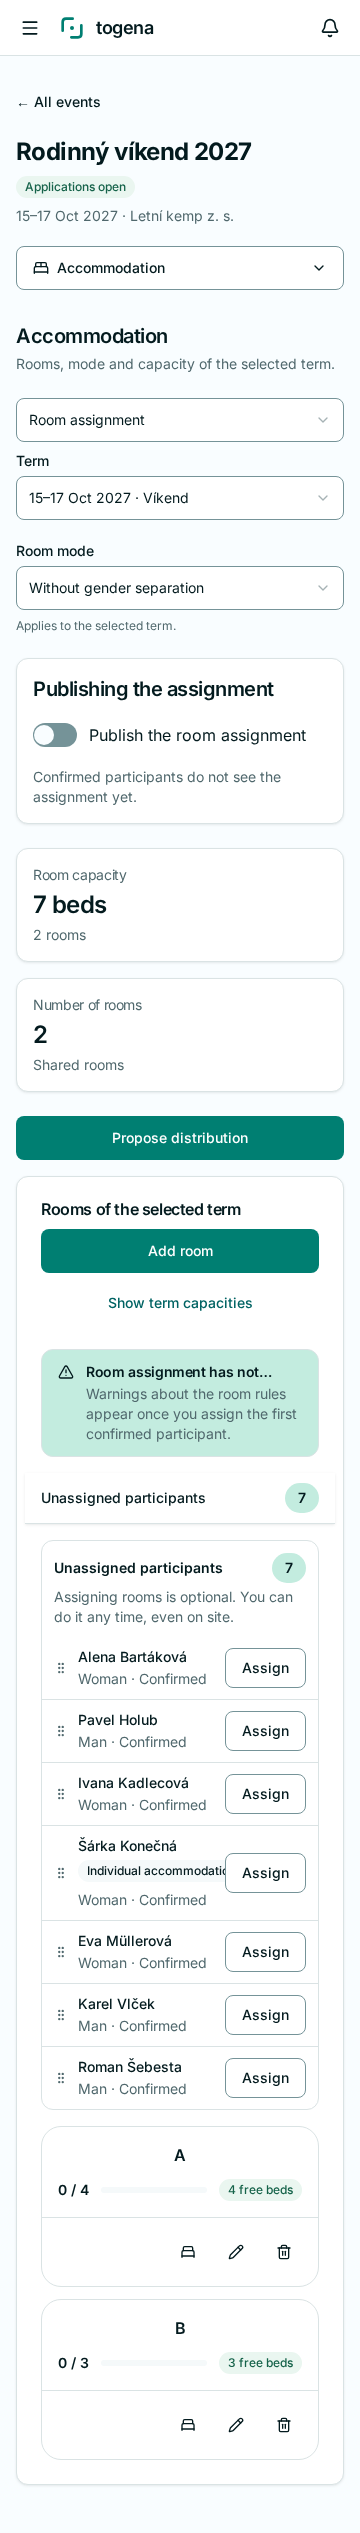 togena
← All events
Rodinný víkend 2027
Applications open
15–17 Oct 2027 · Letní kemp z. s.
Accommodation
Accommodation
Rooms, mode and capacity of the selected term.
Room assignment
Term
15–17 Oct 2027 · Víkend
Room mode
Without gender separation
Applies to the selected term.
Publishing the assignment
Publish the room assignment
Confirmed participants do not see the
assignment yet.
Room capacity
7 beds
2 rooms
Number of rooms
2
Shared rooms
Propose distribution
Rooms of the selected term
Add room
Show term capacities
Room assignment has not…
Warnings about the room rules
appear once you assign the first
confirmed participant.
Unassigned participants 7
Unassigned participants 7
Assigning rooms is optional. You can
do it any time, even on site.
Alena Bartáková
Woman · Confirmed
Assign
Pavel Holub
Man · Confirmed
Assign
Ivana Kadlecová
Woman · Confirmed
Assign
Šárka Konečná
Individual accommodatio
Woman · Confirmed
Assign
Eva Müllerová
Woman · Confirmed
Assign
Karel Vlček
Man · Confirmed
Assign
Roman Šebesta
Man · Confirmed
Assign
A
0 / 4 4 free beds
B
0 / 3 3 free beds